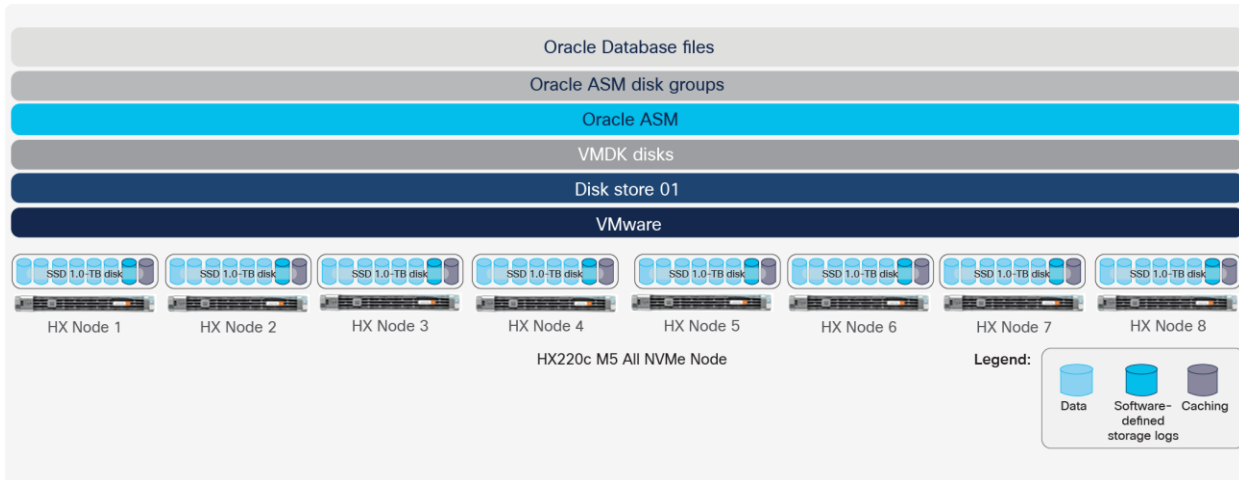 Oracle Database files
Oracle ASM disk groups
Oracle ASM
VMDK disks
Disk store 01
VMware
SSD 1.0-TB disk
SSD 1.0-TB disk
SSD 1.0-TB disk
SSD 1.0-TB disk
SSD 1.0-TB disk
SSD 1.0-TB disk
SSD 1.0-TB disk
SSD 1.0-TB disk
HX Node 1
HX Node 2
HX Node 3
HX Node 4
HX Node 5
HX Node 6
HX Node 7
HX Node 8
HX220c M5 All NVMe Node
Legend:
Data
Software-
defined
storage logs
Caching